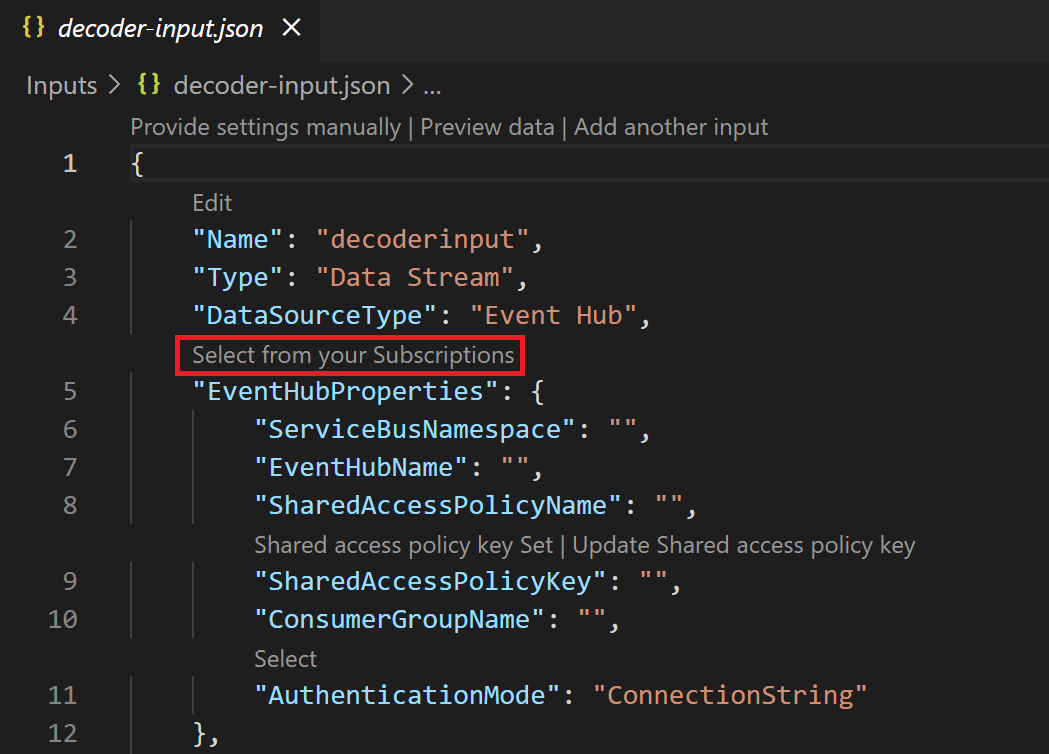 {} decoder-input.json ×
Inputs > {} decoder-input.json > ...
Provide settings manually | Preview data | Add another input
1 {
Edit
2 "Name": "decoderinput",
3 "Type": "Data Stream",
4 "DataSourceType": "Event Hub",
Select from your Subscriptions
5 "EventHubProperties": {
6 "ServiceBusNamespace": "",
7 "EventHubName": "",
8 "SharedAccessPolicyName": "",
Shared access policy key Set | Update Shared access policy key
9 "SharedAccessPolicyKey": "",
10 "ConsumerGroupName": "",
Select
11 "AuthenticationMode": "ConnectionString"
12 },